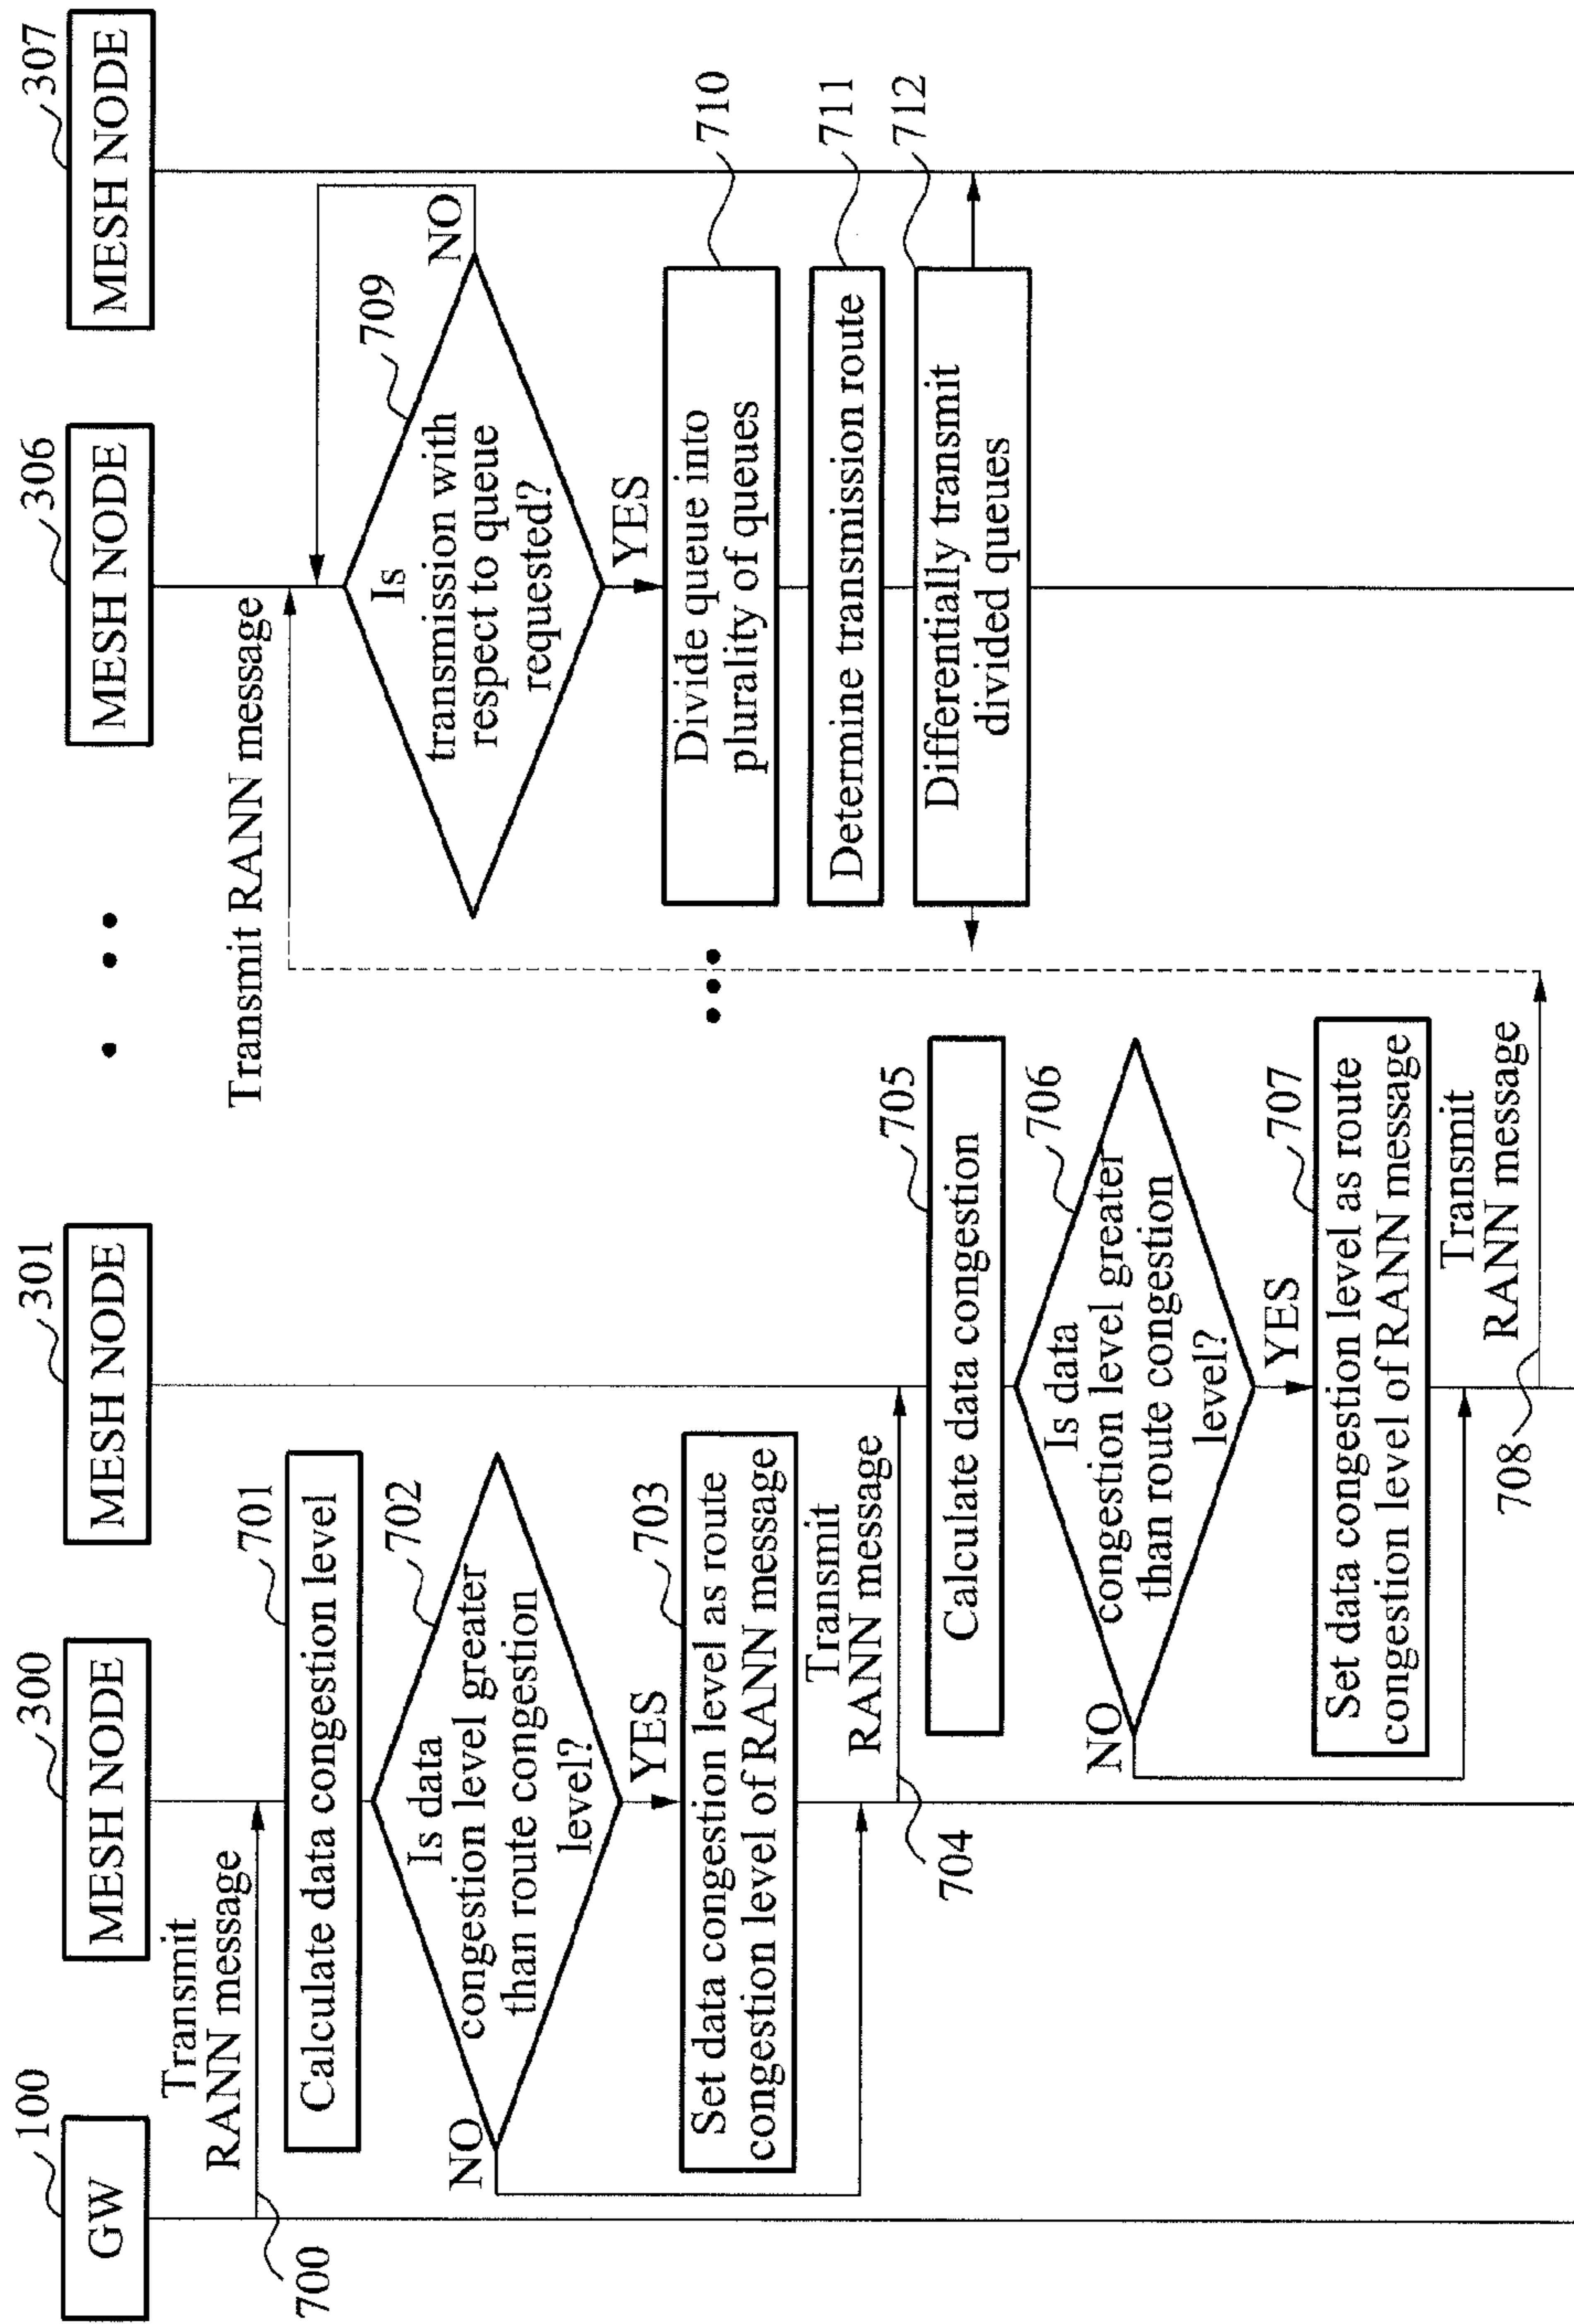 100
GW
300
MESH NODE
301
MESH NODE
306
MESH NODE
307
MESH NODE
Transmit
RANN message
700
701
Calculate data congestion level
702
Is data
congestion level greater
than route congestion
level?
NO
YES
703
Set data congestion level as route
congestion level of RANN message
Transmit
RANN message
704
705
Calculate data congestion
706
Is data
congestion level greater
than route congestion
level?
NO
YES
707
Set data congestion level as route
congestion level of RANN message
Transmit
RANN message
708
Transmit RANN message
709
Is
transmission with
respect to queue
requested?
NO
YES
710
Divide queue into
plurality of queues
711
Determine transmission route
712
Differentially transmit
divided queues